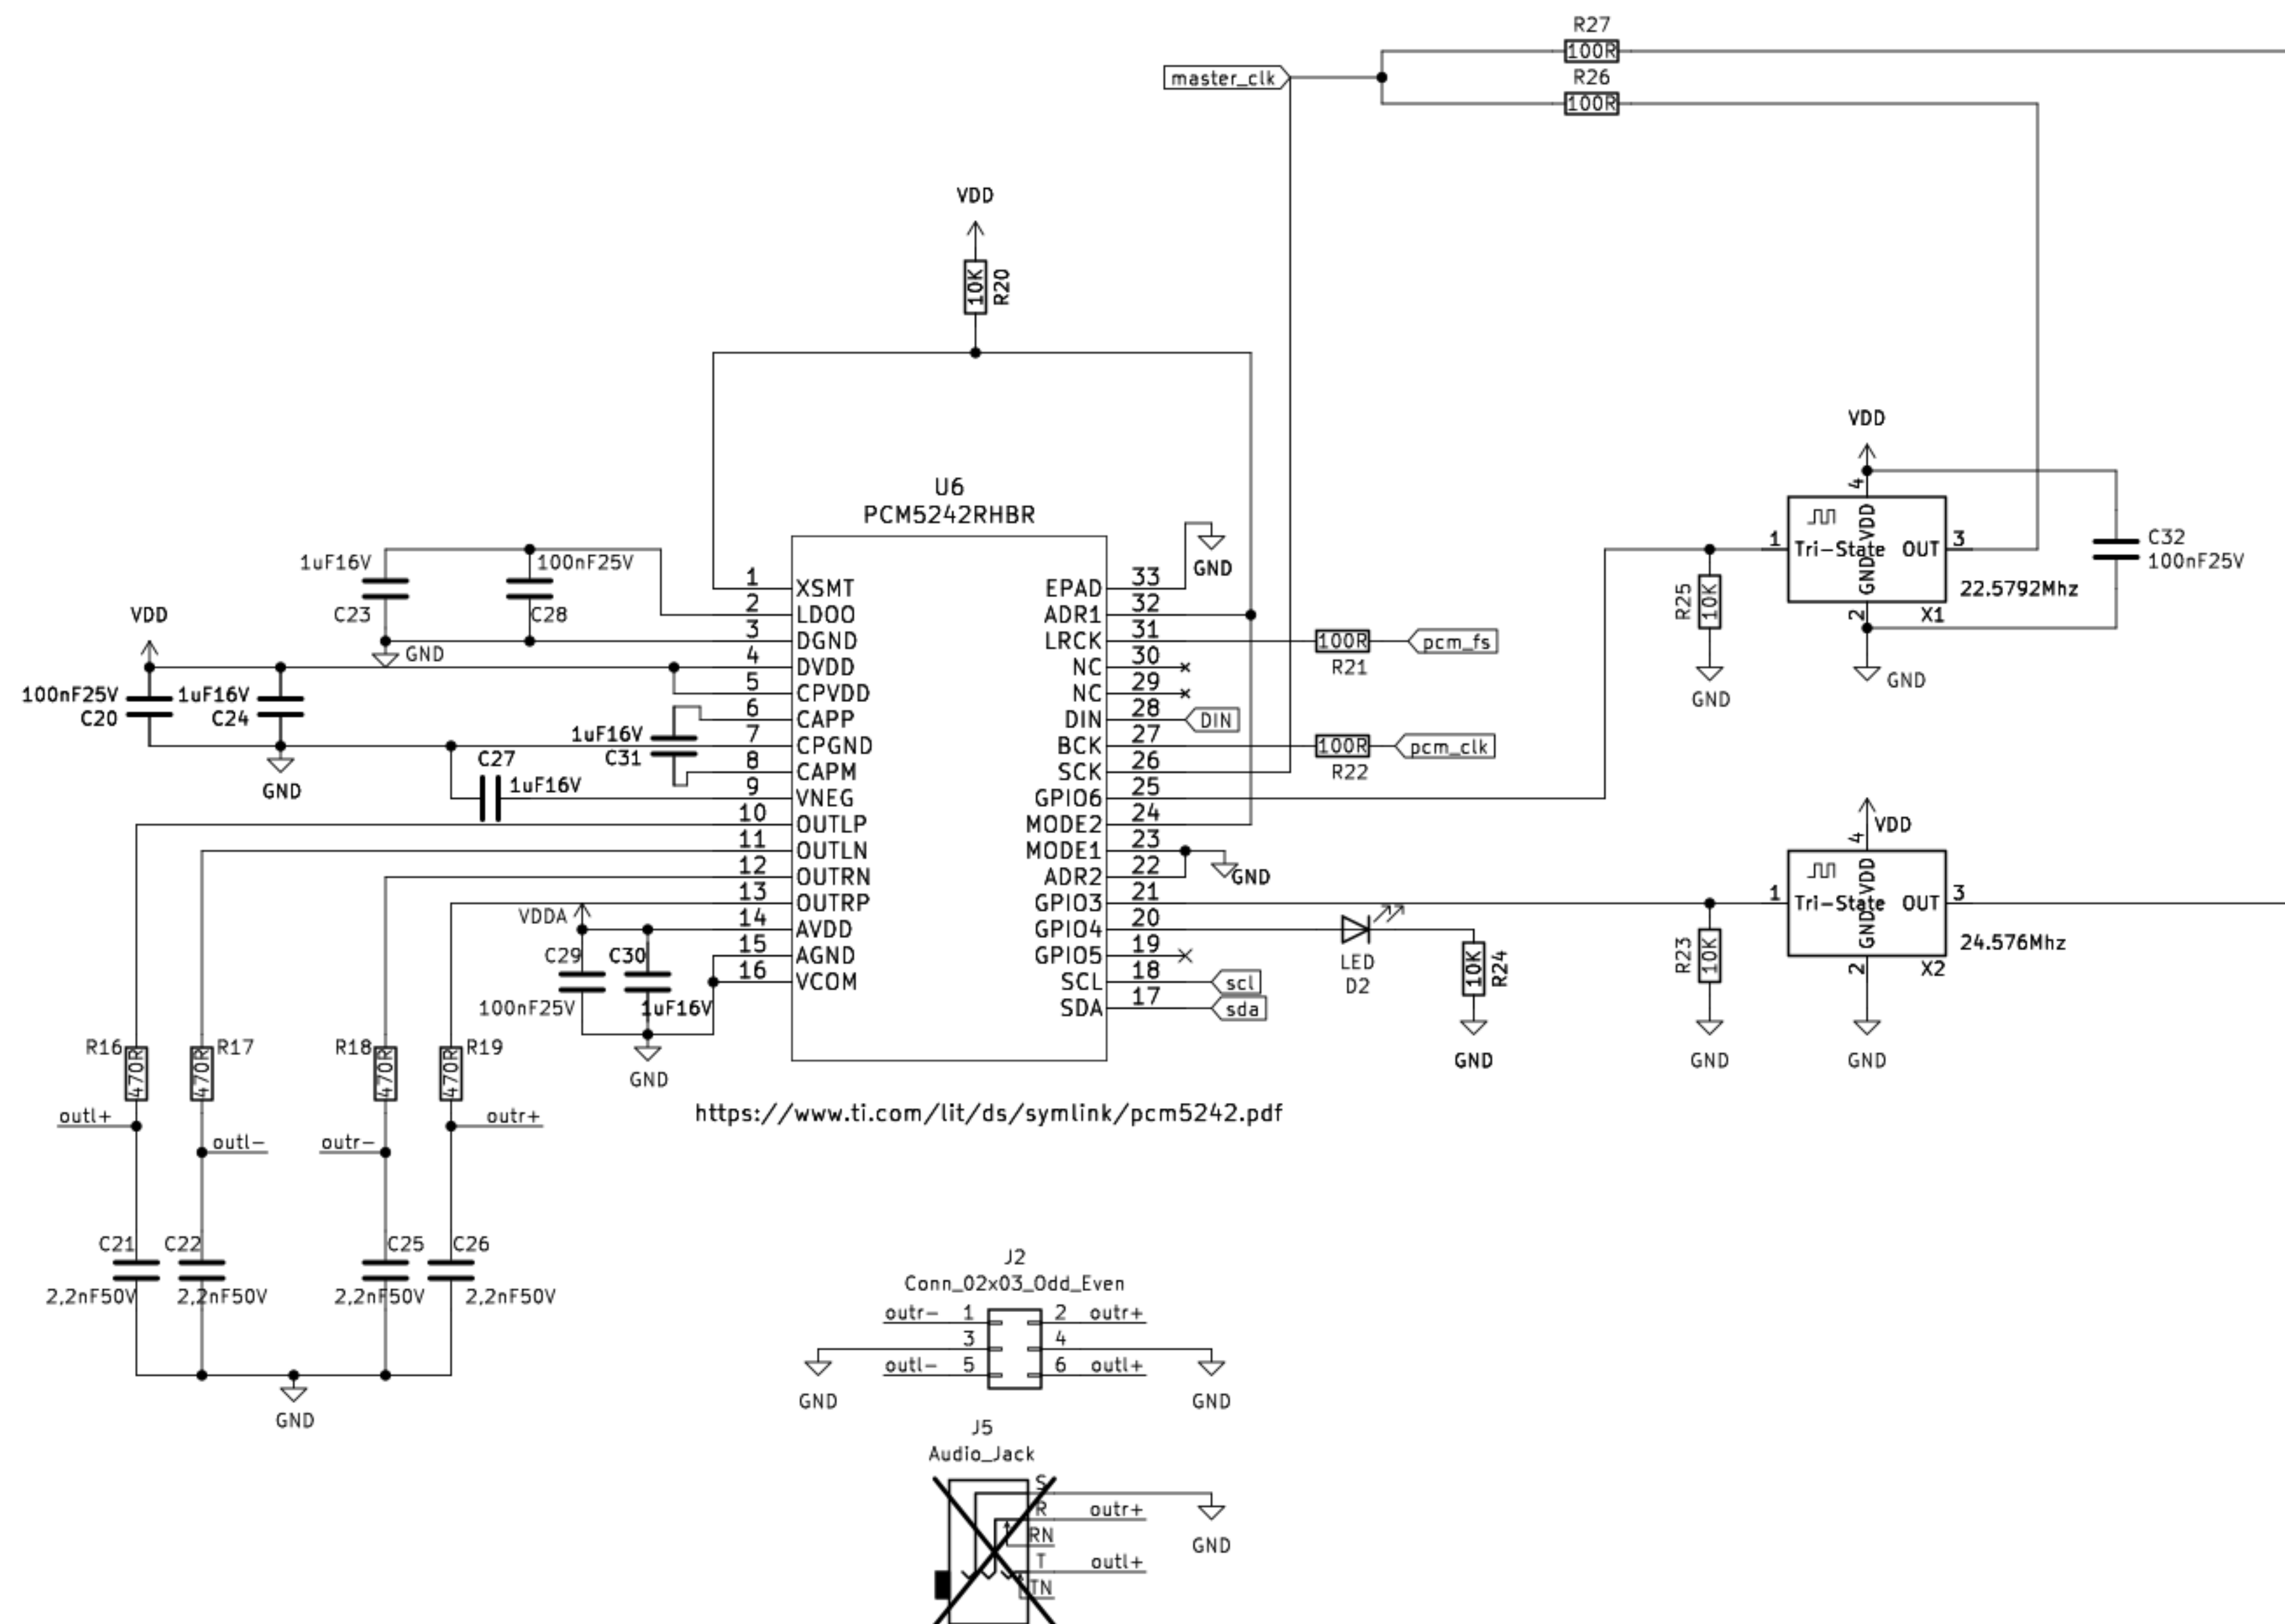 R27
100R
master_clk
R26
100R
VDD
10K
R20
VDD
U6
PCM5242RHBR
4
VDD
GND
1
Tri-State
OUT
3
C32
100nF25V
22.5792Mhz
2
X1
GND
R25
10K
GND
1uF16V
100nF25V
C23
C28
GND
VDD
100nF25V
1uF16V
C20
C24
GND
1uF16V
C31
C27
1uF16V
1 XSMT
2 LDOO
3 DGND
4 DVDD
5 CPVDD
6 CAPP
7 CPGND
8 CAPM
9 VNEG
10 OUTLP
11 OUTLN
12 OUTRN
13 OUTRP
14 AVDD
15 AGND
16 VCOM
EPAD 33
ADR1 32
LRCK 31
NC 30
NC 29
DIN 28
BCK 27
SCK 26
GPIO6 25
MODE2 24
MODE1 23
ADR2 22
GPIO3 21
GPIO4 20
GPIO5 19
SCL 18
SDA 17
GND
100R
pcm_fs
R21
DIN
100R
pcm_clk
R22
GND
VDD
4
VDD
GND
1
Tri-State
OUT
3
24.576Mhz
2
X2
GND
R23
10K
GND
LED
D2
10K
R24
GND
scl
sda
VDDA
C29
C30
100nF25V
1uF16V
GND
R16
470R
R17
470R
R18
470R
R19
470R
outl+
outl-
outr-
outr+
https://www.ti.com/lit/ds/symlink/pcm5242.pdf
C21
C22
C25
C26
2,2nF50V
2,2nF50V
2,2nF50V
2,2nF50V
GND
J2
Conn_02x03_Odd_Even
outr- 1 2 outr+
3 4
outl- 5 6 outl+
GND
GND
J5
Audio_Jack
S
R outr+
RN
GND
T outl+
TN